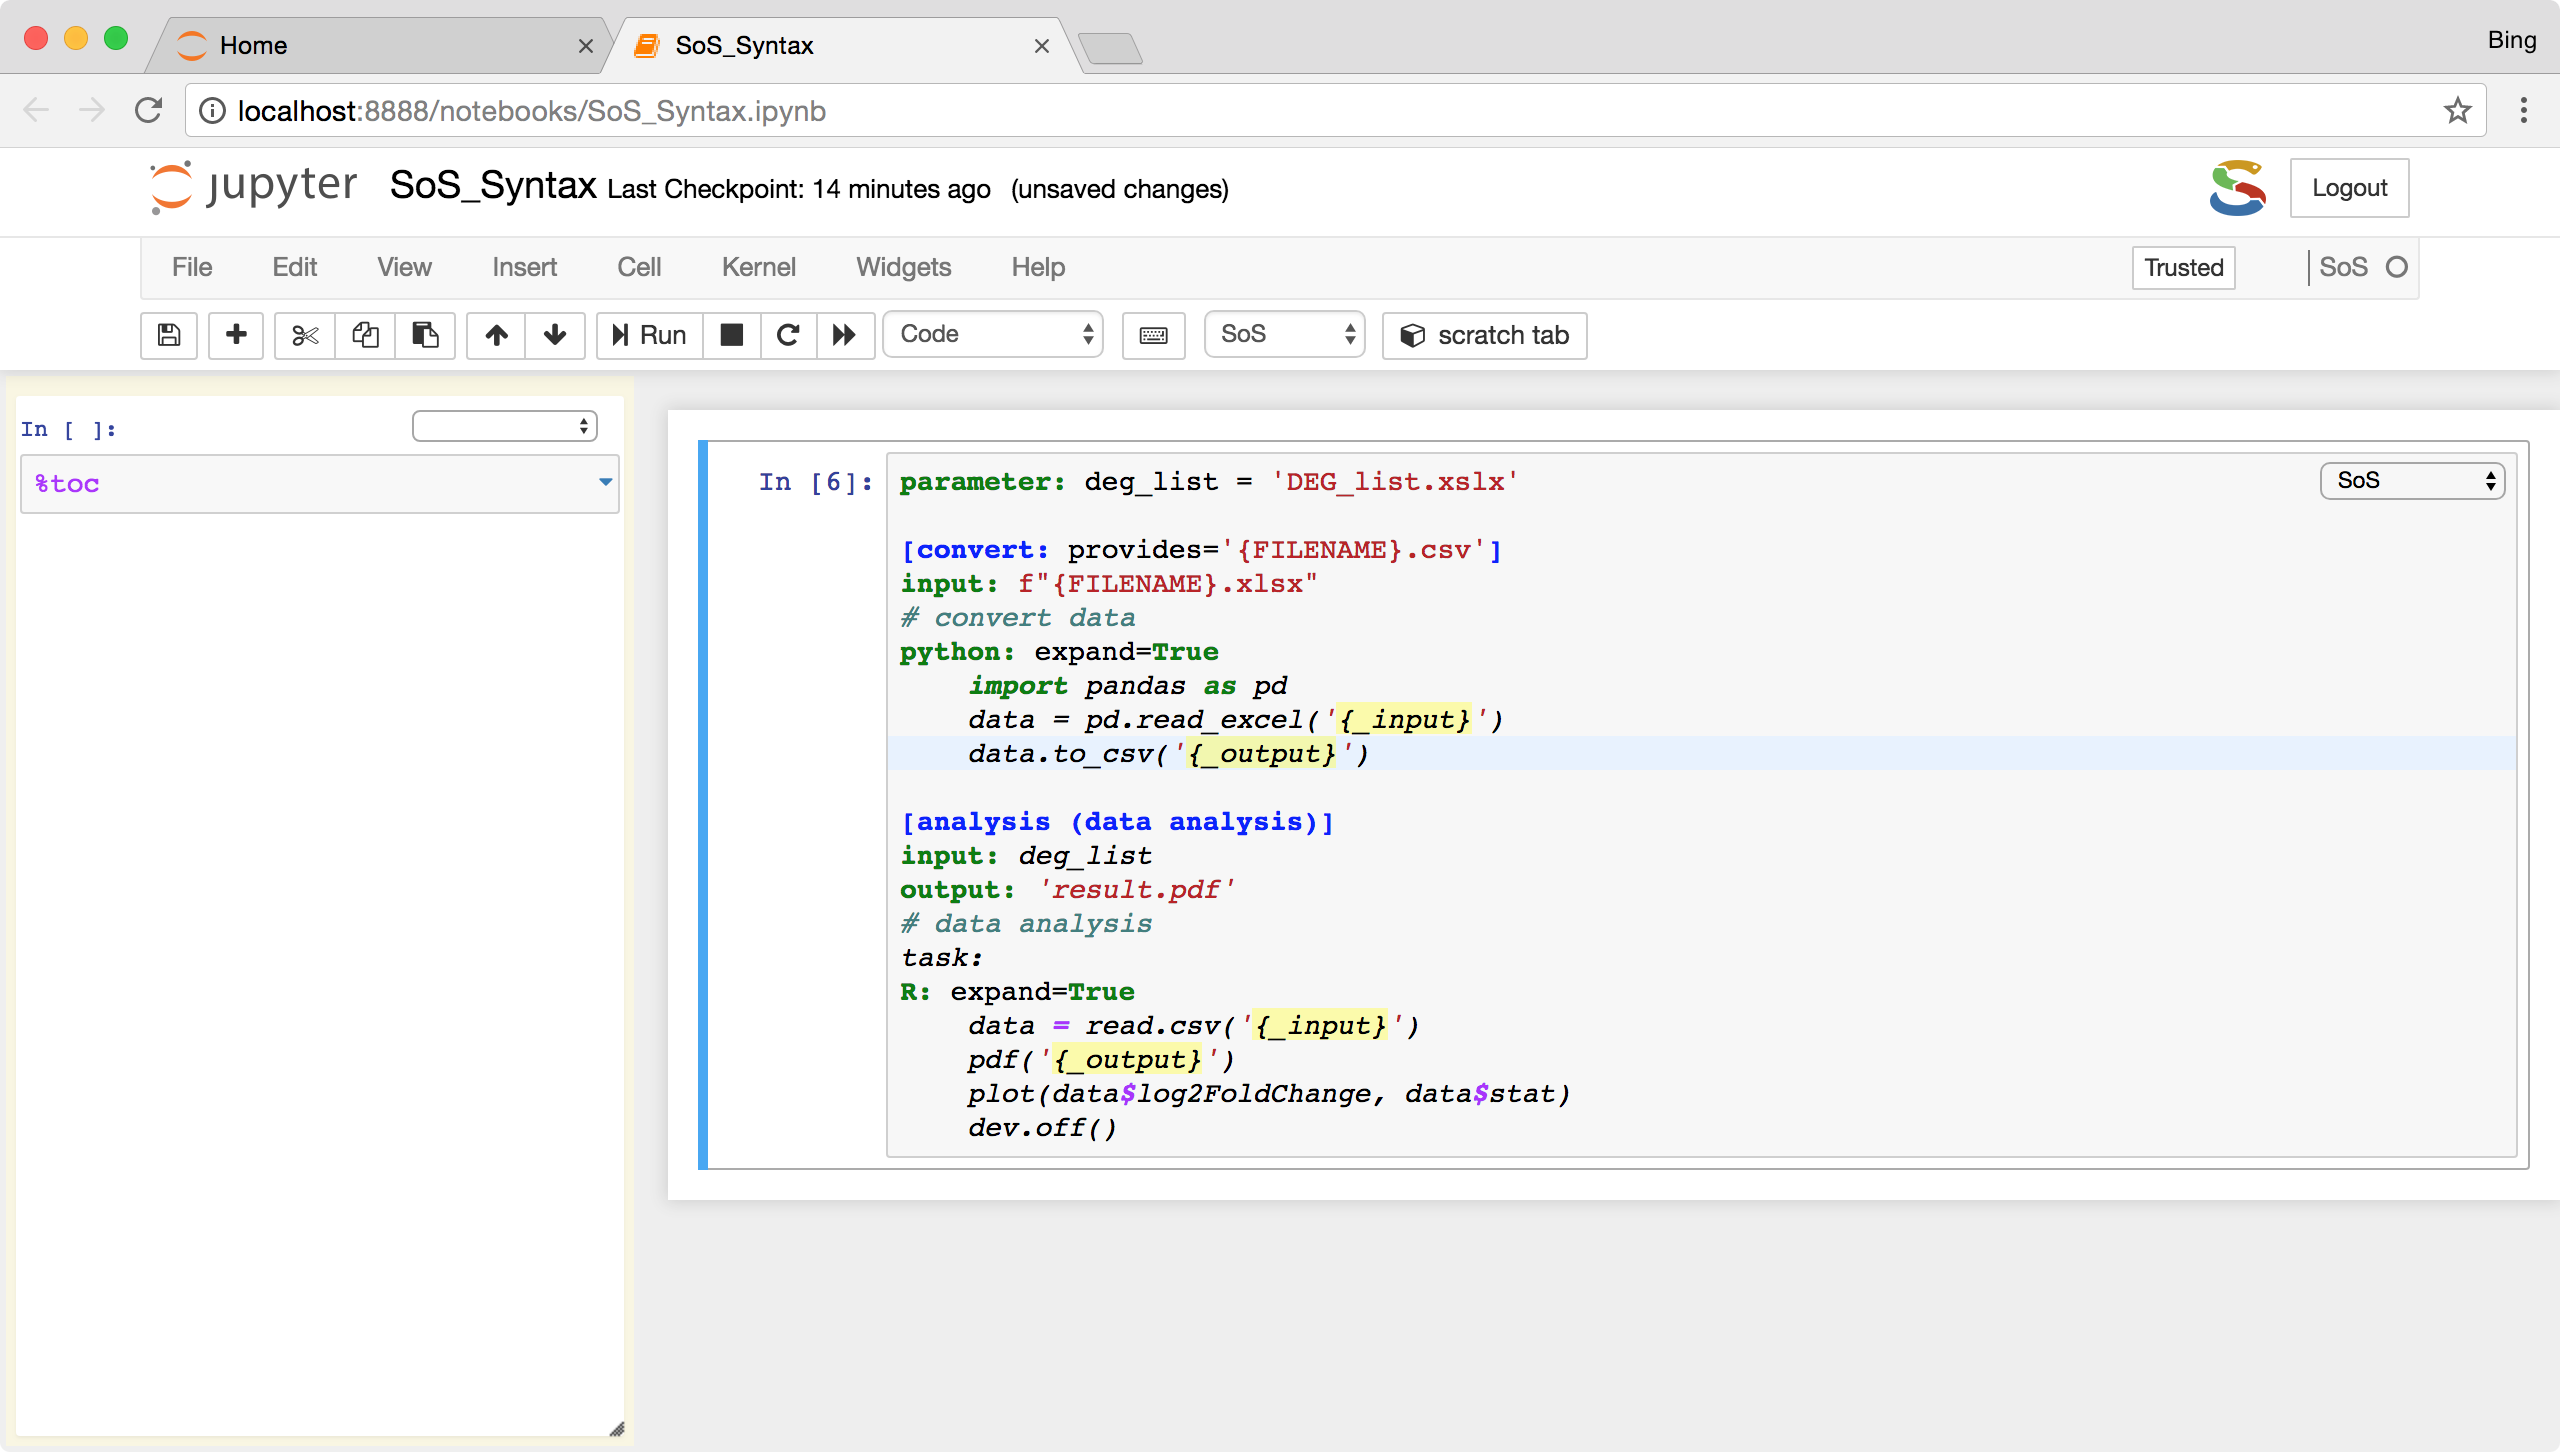 Home
SoS_Syntax
Bing
localhost:8888/notebooks/SoS_Syntax.ipynb
jupyter SoS_Syntax Last Checkpoint: 14 minutes ago (unsaved changes)
Logout
File Edit View Insert Cell Kernel Widgets Help
Trusted
SoS
Run
Code
SoS
scratch tab
In [ ]:
%toc
In [6]:
SoS
parameter: deg_list = 'DEG_list.xslx'
[convert: provides='{FILENAME}.csv']
input: f"{FILENAME}.xlsx"
# convert data
python: expand=True
import pandas as pd
data = pd.read_excel('{_input}')
data.to_csv('{_output}')
[analysis (data analysis)]
input: deg_list
output: 'result.pdf'
# data analysis
task:
R: expand=True
data = read.csv('{_input}')
pdf('{_output}')
plot(data$log2FoldChange, data$stat)
dev.off()